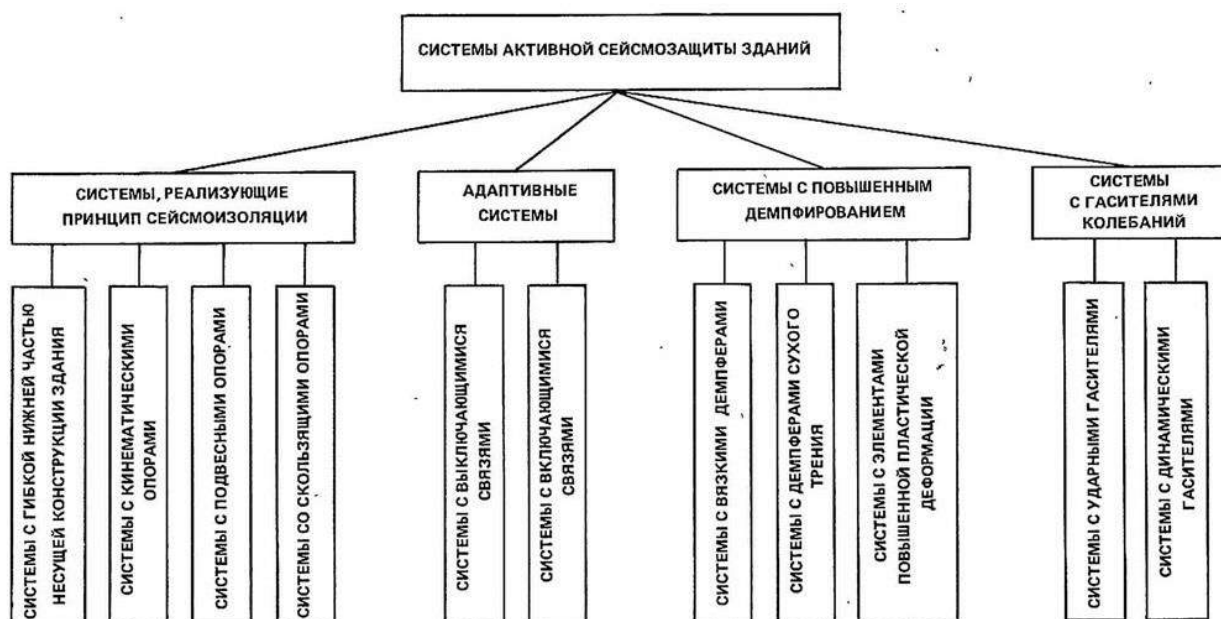 СИСТЕМЫ АКТИВНОЙ СЕЙСМОЗАЩИТЫ ЗДАНИЙ
СИСТЕМЫ, РЕАЛИЗУЮЩИЕ
ПРИНЦИП СЕЙСМОИЗОЛЯЦИИ
АДАПТИВНЫЕ
СИСТЕМЫ
СИСТЕМЫ С ПОВЫШЕННЫМ
ДЕМПФИРОВАНИЕМ
СИСТЕМЫ
С ГАСИТЕЛЯМИ
КОЛЕБАНИЙ
СИСТЕМЫ С ГИБКОЙ НИЖНЕЙ ЧАСТЬЮ
НЕСУЩЕЙ КОНСТРУКЦИИ ЗДАНИЯ
СИСТЕМЫ С КИНЕМАТИЧЕСКИМИ
ОПОРАМИ
СИСТЕМЫ С ПОДВЕСНЫМИ ОПОРАМИ
СИСТЕМЫ СО СКОЛЬЗЯЩИМИ ОПОРАМИ
СИСТЕМЫ С ВЫКЛЮЧАЮЩИМИСЯ
СВЯЗЯМИ
СИСТЕМЫ С ВКЛЮЧАЮЩИМИСЯ
СВЯЗЯМИ
СИСТЕМЫ С ВЯЗКИМИ ДЕМПФЕРАМИ
СИСТЕМЫ С ДЕМПФЕРАМИ СУХОГО
ТРЕНИЯ
СИСТЕМЫ С ЭЛЕМЕНТАМИ
ПОВЫШЕННОЙ ПЛАСТИЧЕСКОЙ
ДЕФОРМАЦИИ
СИСТЕМЫ С УДАРНЫМИ ГАСИТЕЛЯМИ
СИСТЕМЫ С ДИНАМИЧЕСКИМИ
ГАСИТЕЛЯМИ